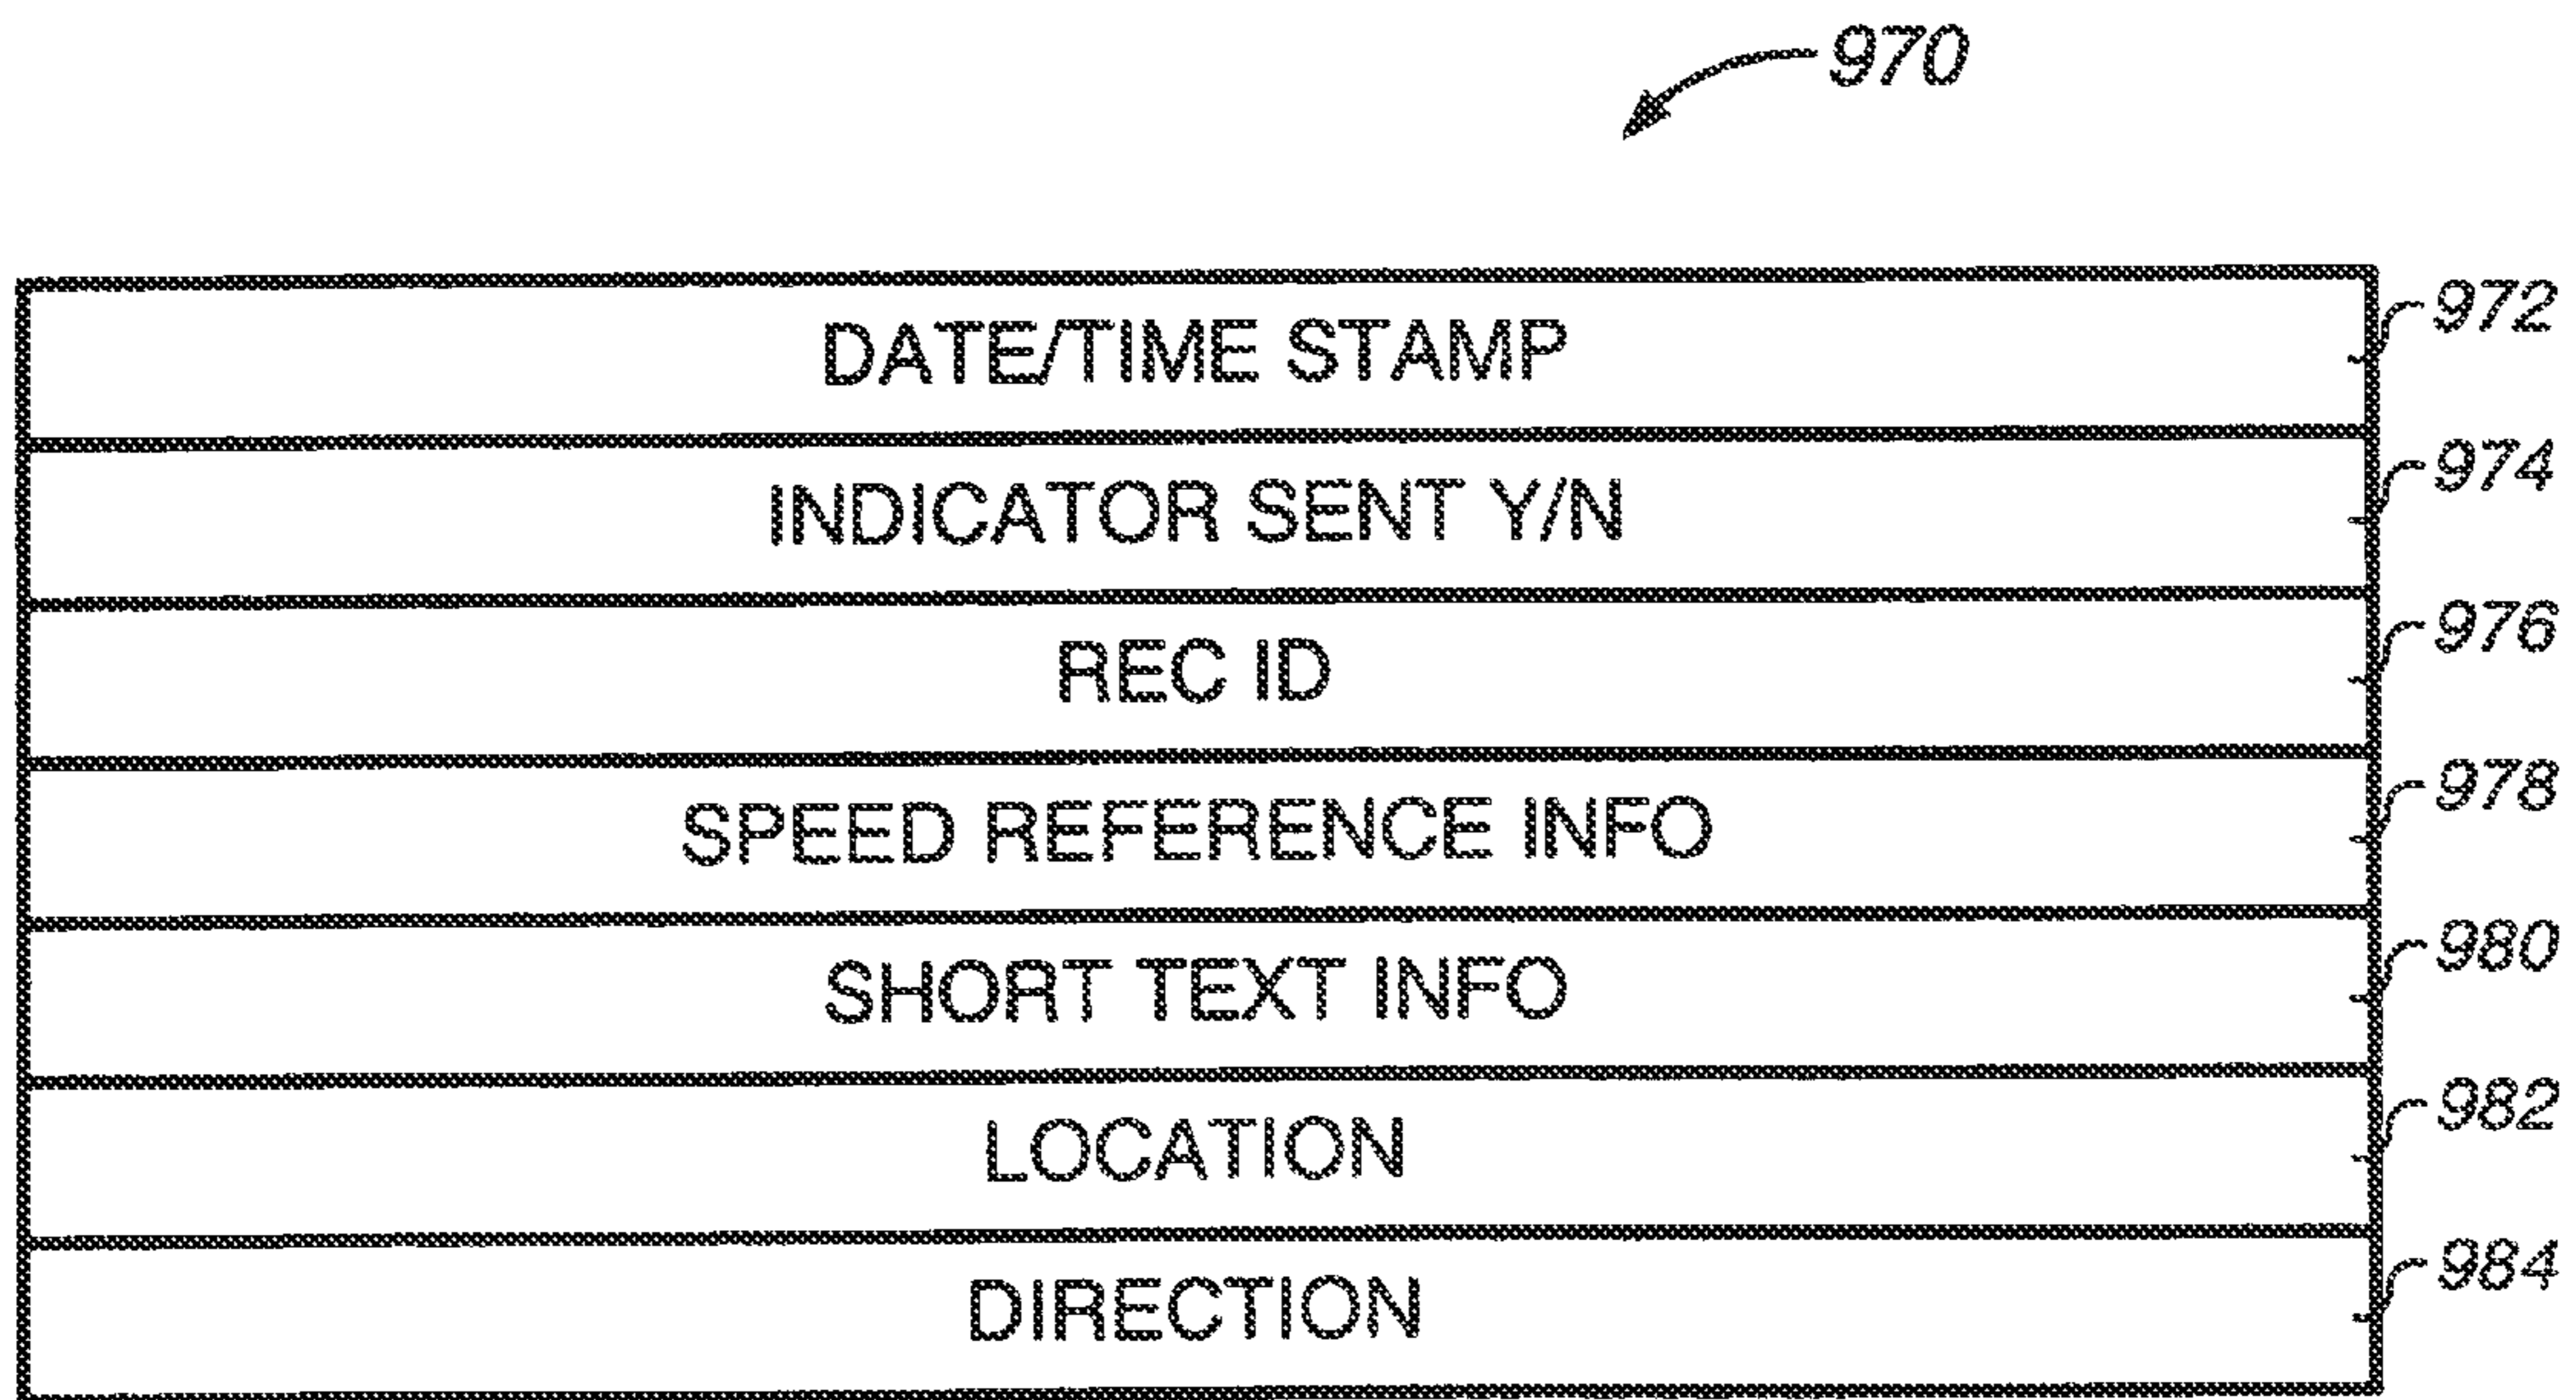 970
DATE/TIME STAMP 972
INDICATOR SENT Y/N 974
REC ID 976
SPEED REFERENCE INFO 978
SHORT TEXT INFO 980
LOCATION 982
DIRECTION 984